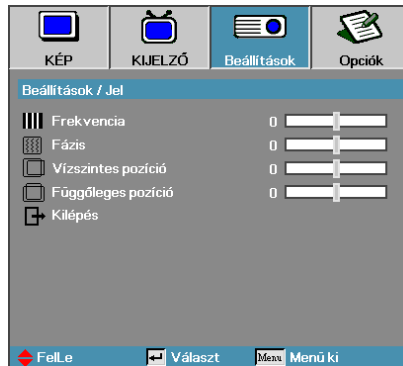 KÉP KIJELZŐ Beállítások Opciók
Beállítások / Jel
Frekvencia 0
Fázis 0
Vízszintes pozíció 0
Függőleges pozíció 0
Kilépés
FelLe Választ Menu Menü ki